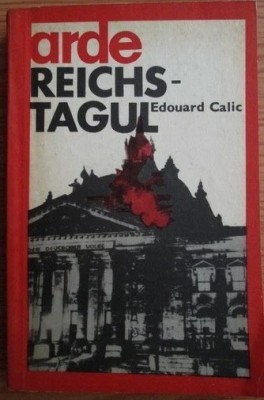 arde
REICHS-
TAGUL
Edouard Calic